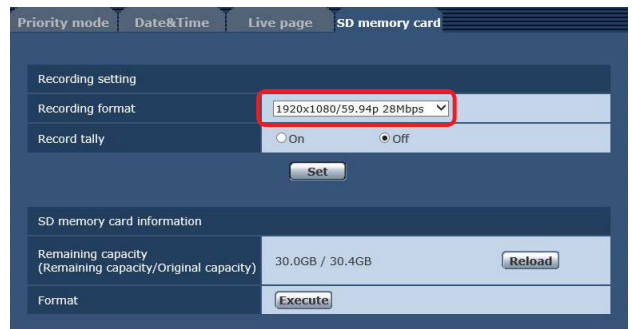 Priority mode Date&Time Live page SD memory card
Recording setting
Recording format 1920x1080/59.94p 28Mbps
Record tally On Off
Set
SD memory card information
Remaining capacity
(Remaining capacity/Original capacity) 30.0GB / 30.4GB Reload
Format Execute